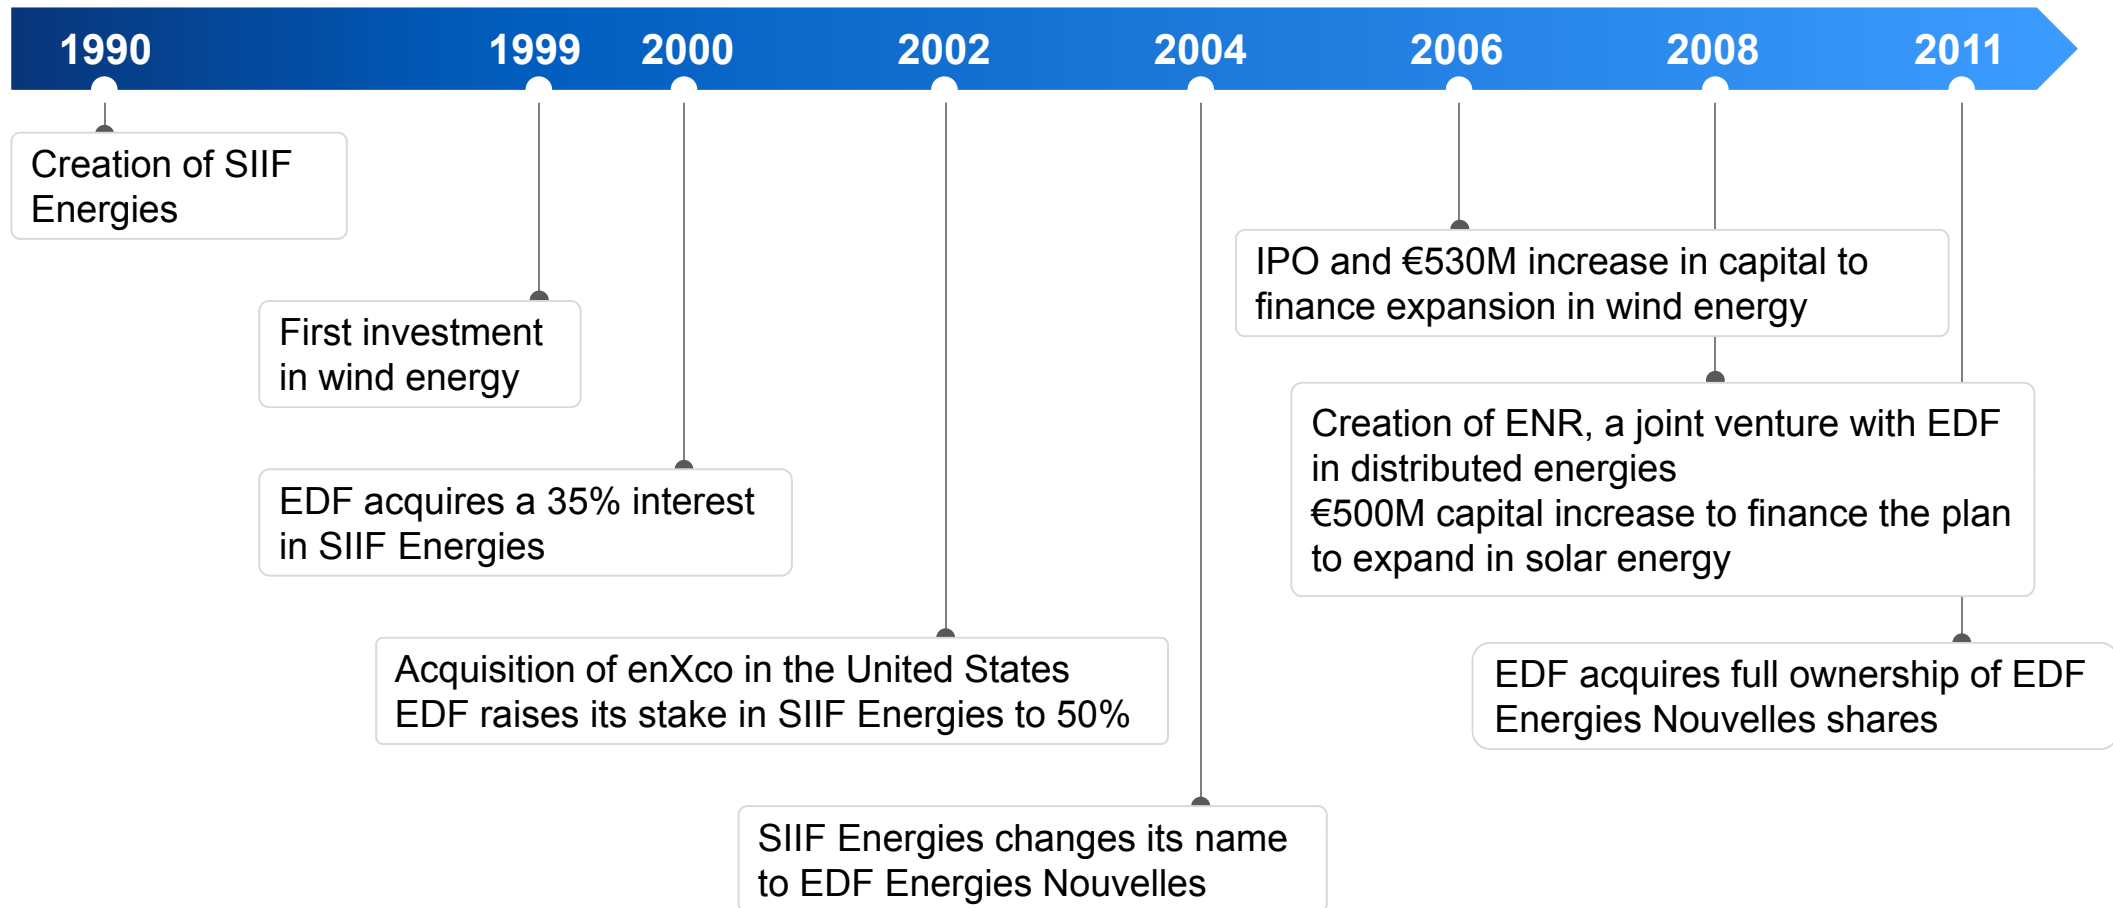 1990 1999 2000 2002 2004 2006 2008 2011
Creation of SIIF
Energies
First investment
in wind energy
EDF acquires a 35% interest
in SIIF Energies
Acquisition of enXco in the United States
EDF raises its stake in SIIF Energies to 50%
SIIF Energies changes its name
to EDF Energies Nouvelles
IPO and €530M increase in capital to
finance expansion in wind energy
Creation of ENR, a joint venture with EDF
in distributed energies
€500M capital increase to finance the plan
to expand in solar energy
EDF acquires full ownership of EDF
Energies Nouvelles shares